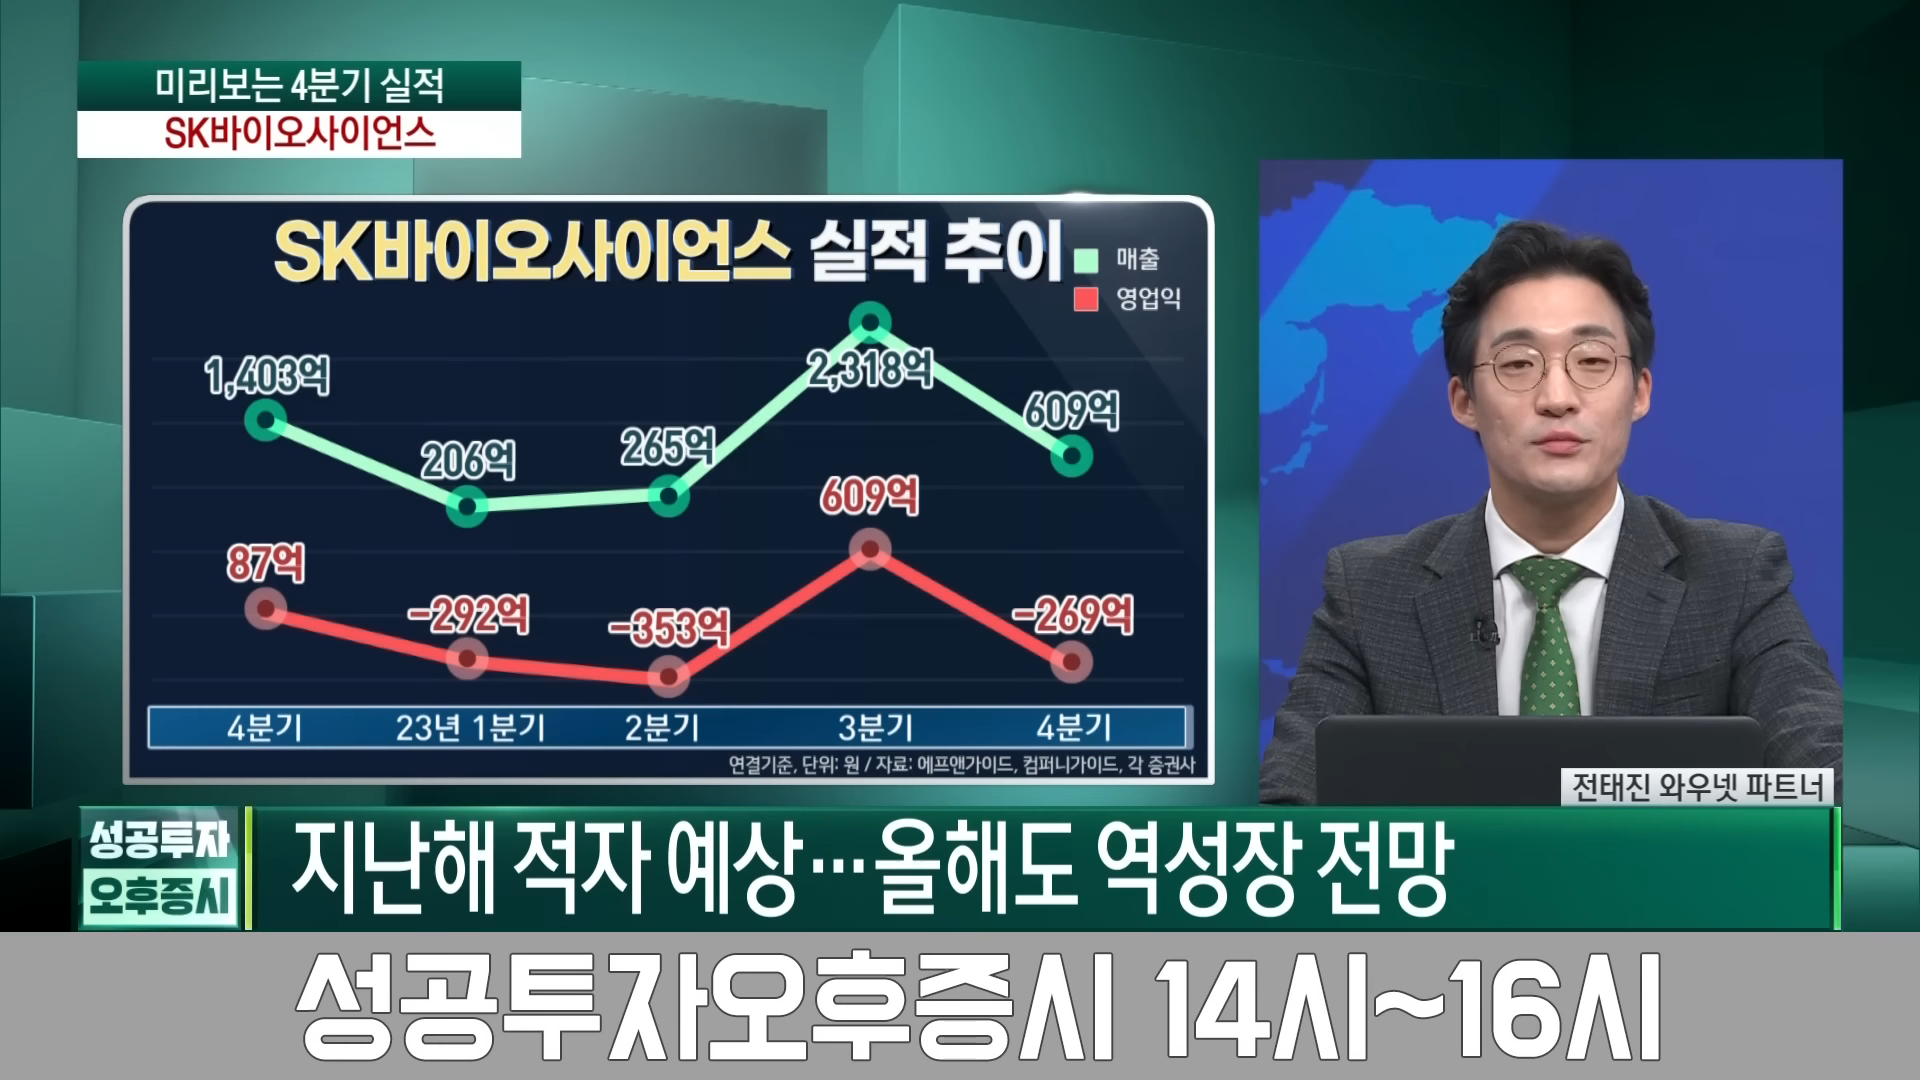 미리보는 4분기 실적
SK바이오사이언스
SK바이오사이언스 실적 추이
매출
영업익
1,403억
206억
265억
2,318억
609억
87억
-292억
-353억
609억
-269억
4분기
23년 1분기
2분기
3분기
4분기
연결기준, 단위: 원 / 자료: 에프앤가이드, 컴퍼니가이드, 각 증권사
전태진 와우넷 파트너
성공투자
오후증시
지난해 적자 예상…올해도 역성장 전망
성공투자오후증시 14시~16시